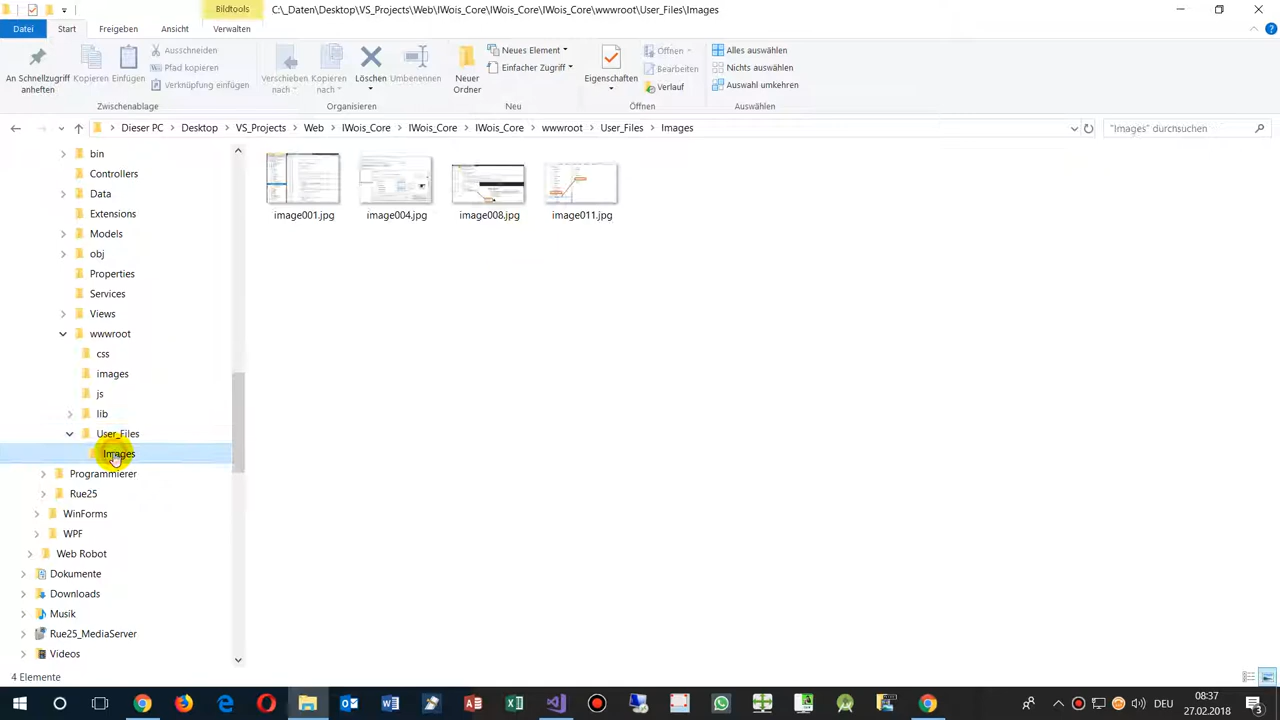 Bildtools
C:\_Daten\Desktop\VS_Projects\Web\IWois_Core\IWois_Core\IWois_Core\wwwroot\User_Files\Images
Datei Start Freigeben Ansicht Verwalten
An Schnellzugriff anheften
Kopieren
Einfügen
Ausschneiden
Pfad kopieren
Verknüpfung einfügen
Zwischenablage
Verschieben nach
Kopieren nach
Löschen
Umbenennen
Organisieren
Neuer Ordner
Neues Element
Einfacher Zugriff
Neu
Eigenschaften
Öffnen
Bearbeiten
Verlauf
Öffnen
Alles auswählen
Nichts auswählen
Auswahl umkehren
Auswählen
Dieser PC Desktop VS_Projects Web IWois_Core IWois_Core IWois_Core wwwroot User_Files Images
"Images" durchsuchen
bin
Controllers
Data
Extensions
Models
obj
Properties
Services
Views
wwwroot
css
images
js
lib
User_Files
Images
Programmierer
Rue25
WinForms
WPF
Web Robot
Dokumente
Downloads
Musik
Rue25_MediaServer
Videos
image001.jpg image004.jpg image008.jpg image011.jpg
4 Elemente
DEU
08:37
27.02.2018
3